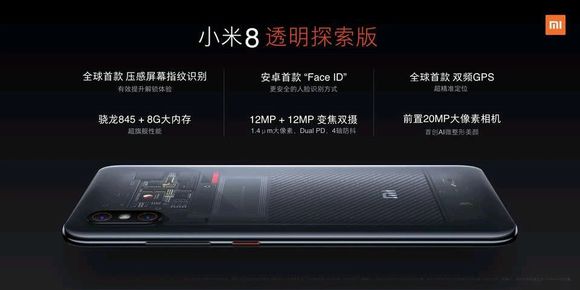 小米8 透明探索版
mi
全球首款 压感屏幕指纹识别
有效提升解锁体验
安卓首款 “Face ID”
更安全的人脸识别方式
全球首款 双频GPS
超精准定位
骁龙845 + 8G大内存
超旗舰性能
12MP + 12MP 变焦双摄
1.4μm大像素、Dual PD、4轴防抖
前置20MP大像素相机
首创AI微整形美颜